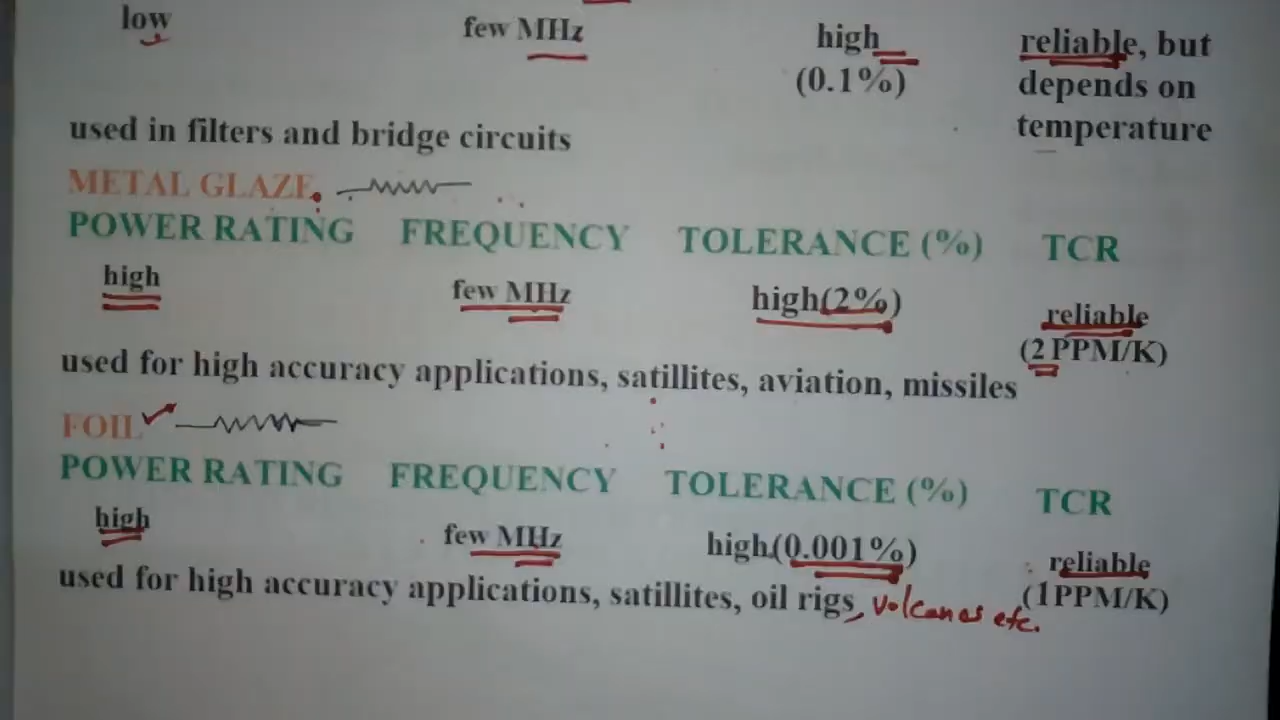 low few MHz high reliable, but
(0.1%) depends on
temperature
used in filters and bridge circuits
METAL GLAZE
POWER RATING FREQUENCY TOLERANCE (%) TCR
high few MHz high(2%) reliable
(2PPM/K)
used for high accuracy applications, satillites, aviation, missiles
FOIL
POWER RATING FREQUENCY TOLERANCE (%) TCR
high few MHz high(0.001%) reliable
(1PPM/K)
used for high accuracy applications, satillites, oil rigs, volcanos etc.